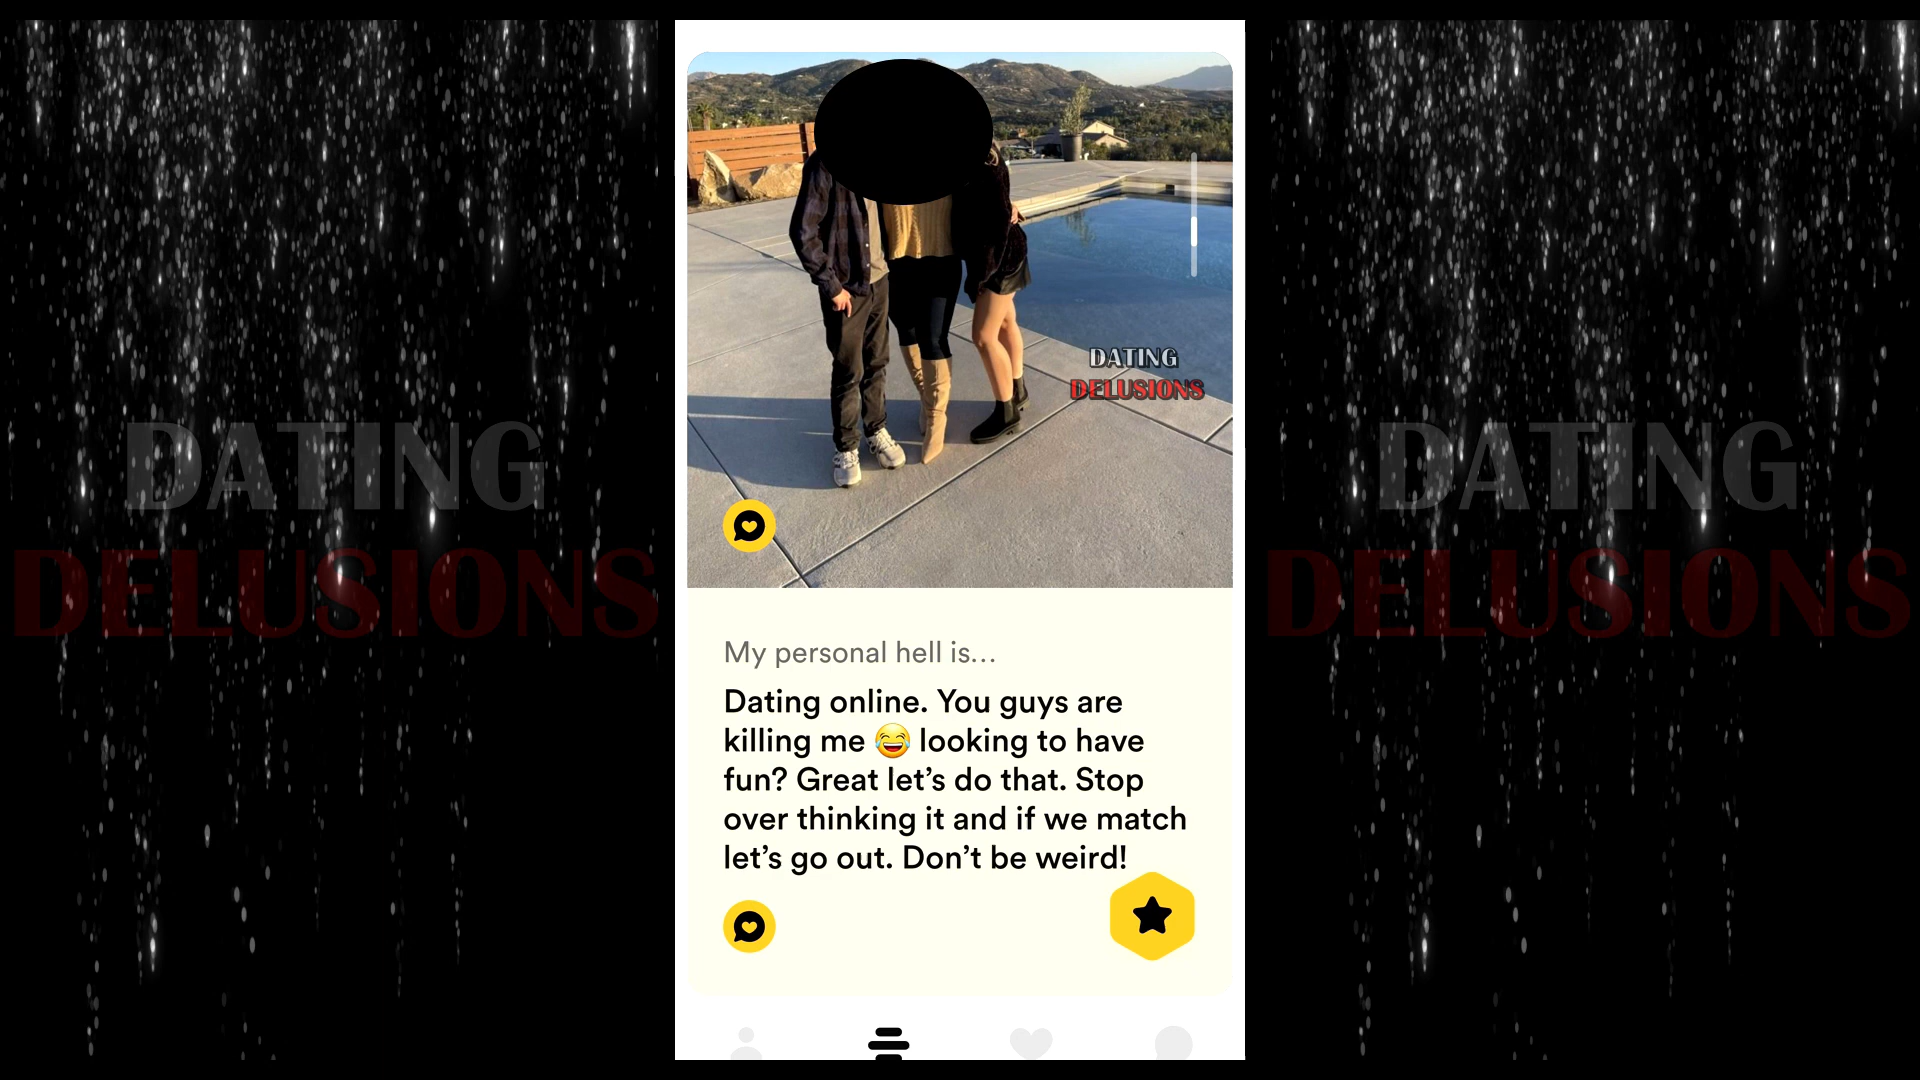 DATING
DELUSIONS
DATING
DELUSIONS
My personal hell is...
Dating online. You guys are
killing me 😂 looking to have
fun? Great let's do that. Stop
over thinking it and if we match
let's go out. Don't be weird!
DATING
DELUSIONS